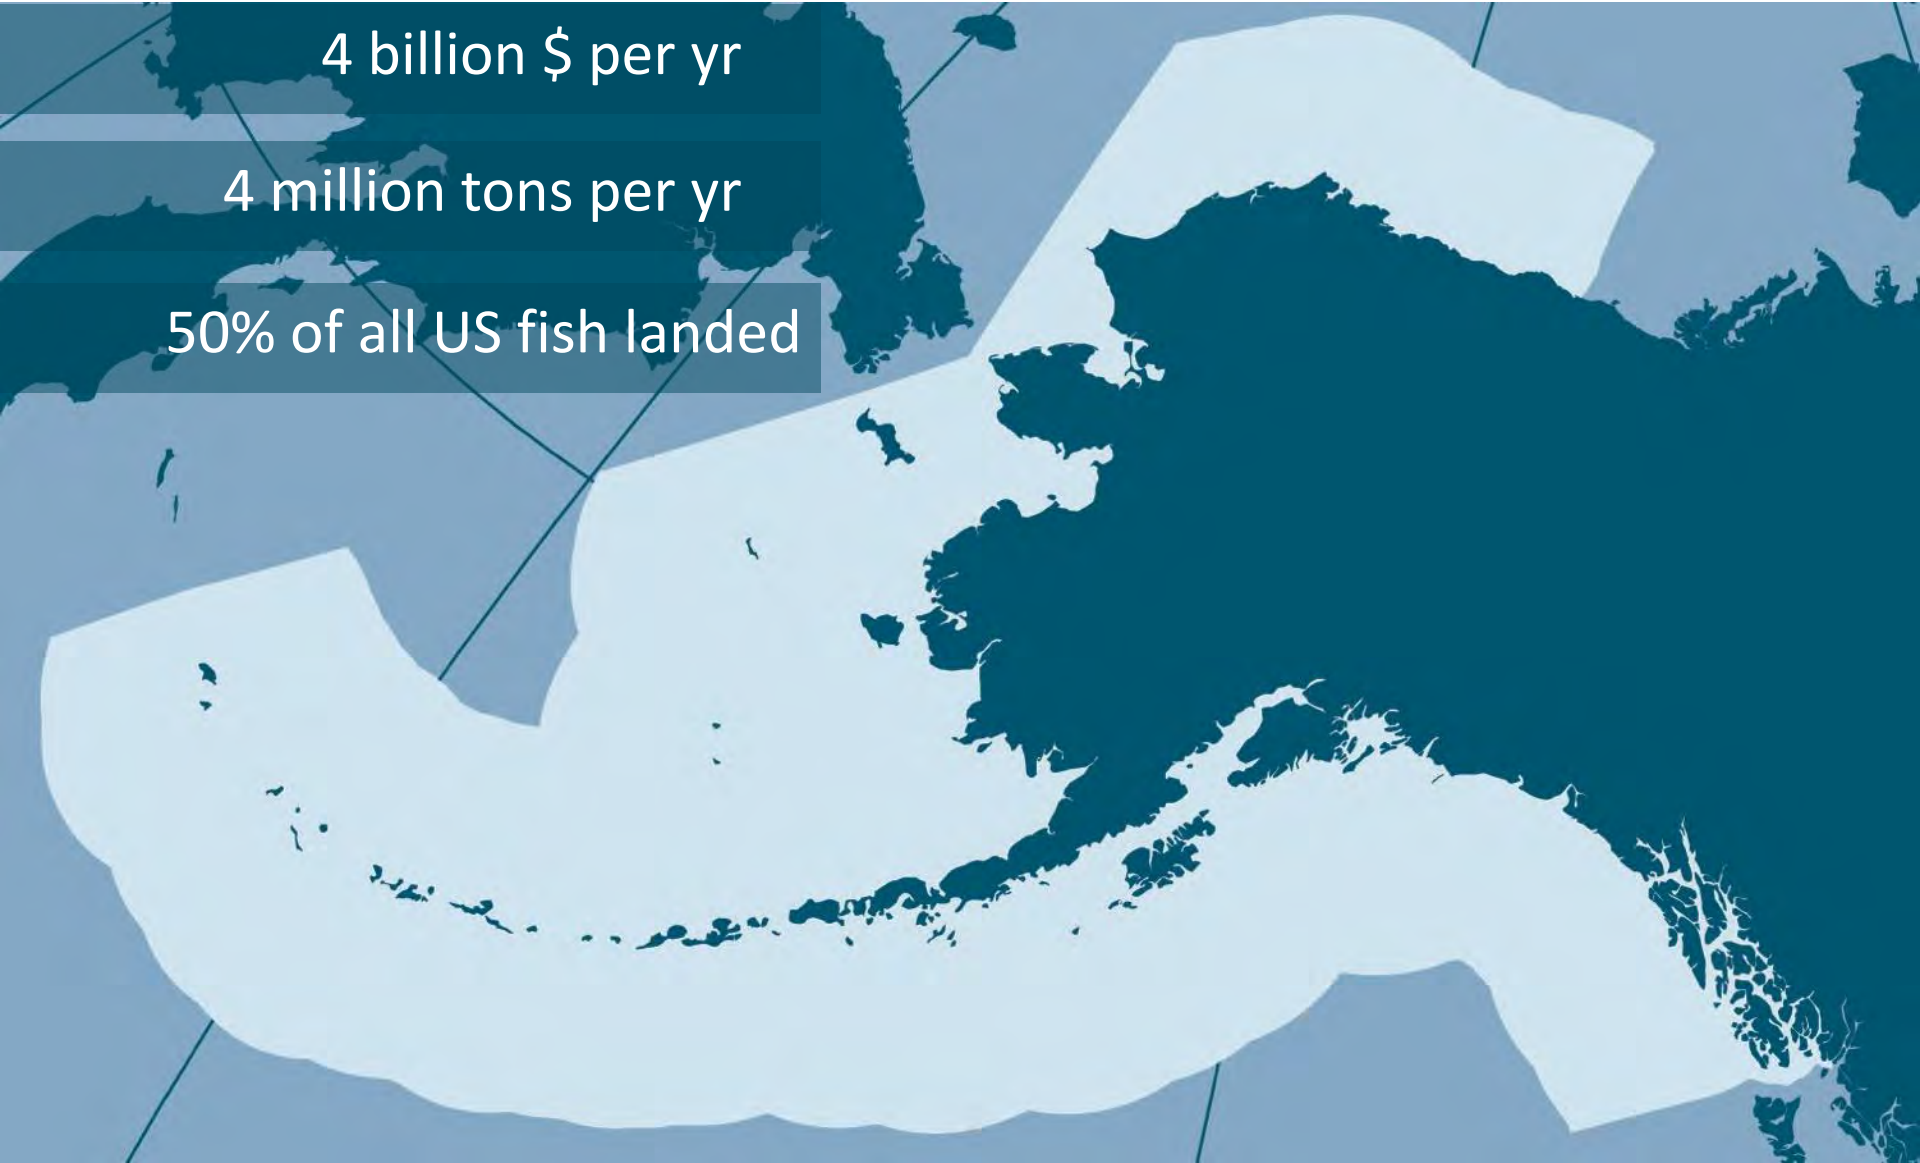 4 billion $ per yr
4 million tons per yr
50% of all US fish landed